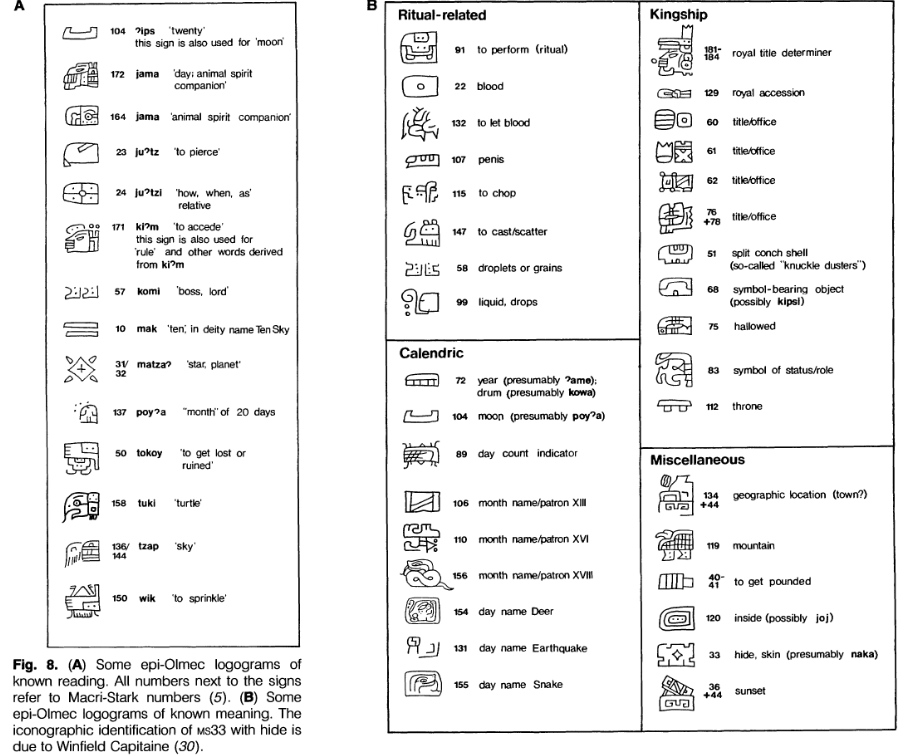 A
104 ?ips 'twenty'
this sign is also used for 'moon'
172 jama 'day; animal spirit
companion'
164 jama 'animal spirit companion'
23 ju?tz 'to pierce'
24 ju?tzi 'how, when, as'
relative
171 ki?m 'to accede'
this sign is also used for
'rule' and other words derived
from ki?m
57 komi 'boss, lord'
10 mak 'ten', in deity name Ten Sky
31/
32 matza? 'star, planet'
137 poy?a "month" of 20 days
50 tokoy 'to get lost or
ruined'
158 tuki 'turtle'
136/
144 tzap 'sky'
150 wik 'to sprinkle'
Fig. 8. (A) Some epi-Olmec logograms of
known reading. All numbers next to the signs
refer to Macri-Stark numbers (5). (B) Some
epi-Olmec logograms of known meaning. The
iconographic identification of MS33 with hide is
due to Winfield Capitaine (30).
B
Ritual-related
91 to perform (ritual)
22 blood
132 to let blood
107 penis
115 to chop
147 to cast/scatter
58 droplets or grains
99 liquid, drops
Calendric
72 year (presumably ?ame);
drum (presumably kowa)
104 moon (presumably poy?a)
89 day count indicator
106 month name/patron XIII
110 month name/patron XVI
156 month name/patron XVIII
154 day name Deer
131 day name Earthquake
155 day name Snake
Kingship
181-
184 royal title determiner
129 royal accession
60 title/office
61 title/office
62 title/office
76
+78 title/office
51 split conch shell
(so-called "knuckle dusters")
68 symbol-bearing object
(possibly kipsi)
75 hallowed
83 symbol of status/role
112 throne
Miscellaneous
134
+44 geographic location (town?)
119 mountain
40-
41 to get pounded
120 inside (possibly joj)
33 hide, skin (presumably naka)
36
+44 sunset